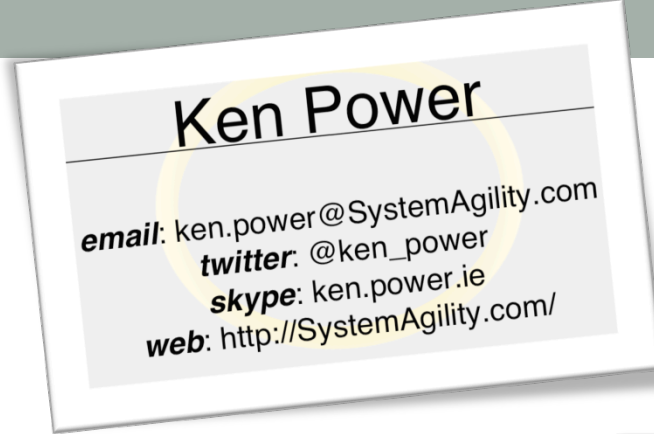 Ken Power
email: ken.power@SystemAgility.com
twitter: @ken_power
skype: ken.power.ie
web: http://SystemAgility.com/